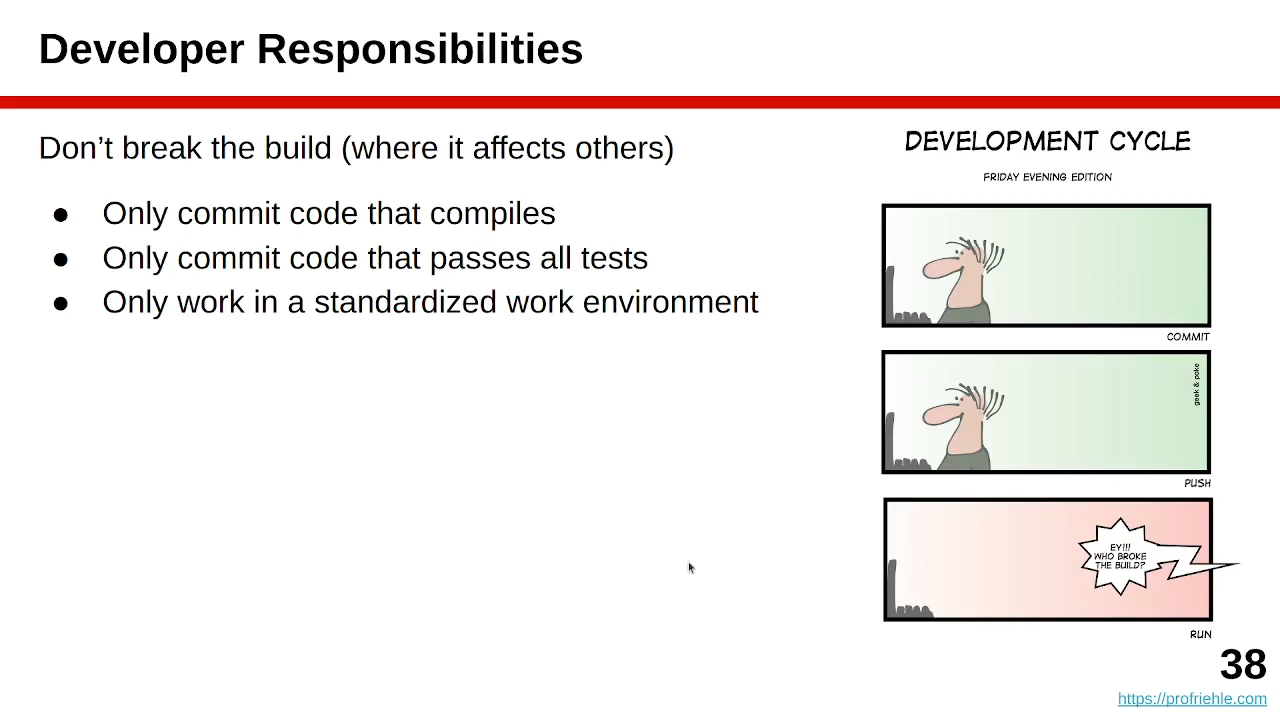 Developer Responsibilities
Don’t break the build (where it affects others)
● Only commit code that compiles
● Only commit code that passes all tests
● Only work in a standardized work environment
DEVELOPMENT CYCLE
FRIDAY EVENING EDITION
COMMIT
geek & poke
PUSH
EY!!!
WHO BROKE
THE BUILD?
RUN
38
https://profriehle.com